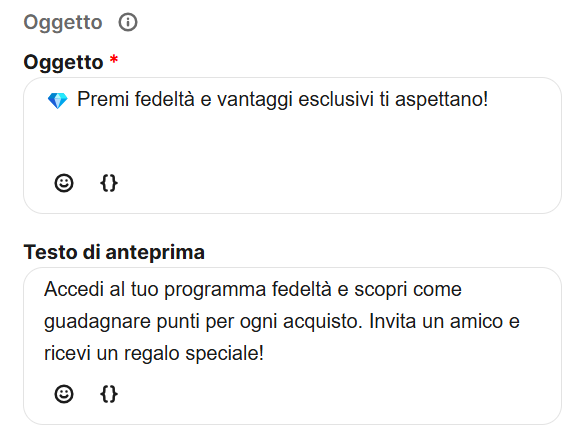 Oggetto
Oggetto *
💎 Premi fedeltà e vantaggi esclusivi ti aspettano!
{}
Testo di anteprima
Accedi al tuo programma fedeltà e scopri come
guadagnare punti per ogni acquisto. Invita un amico e
ricevi un regalo speciale!
{}